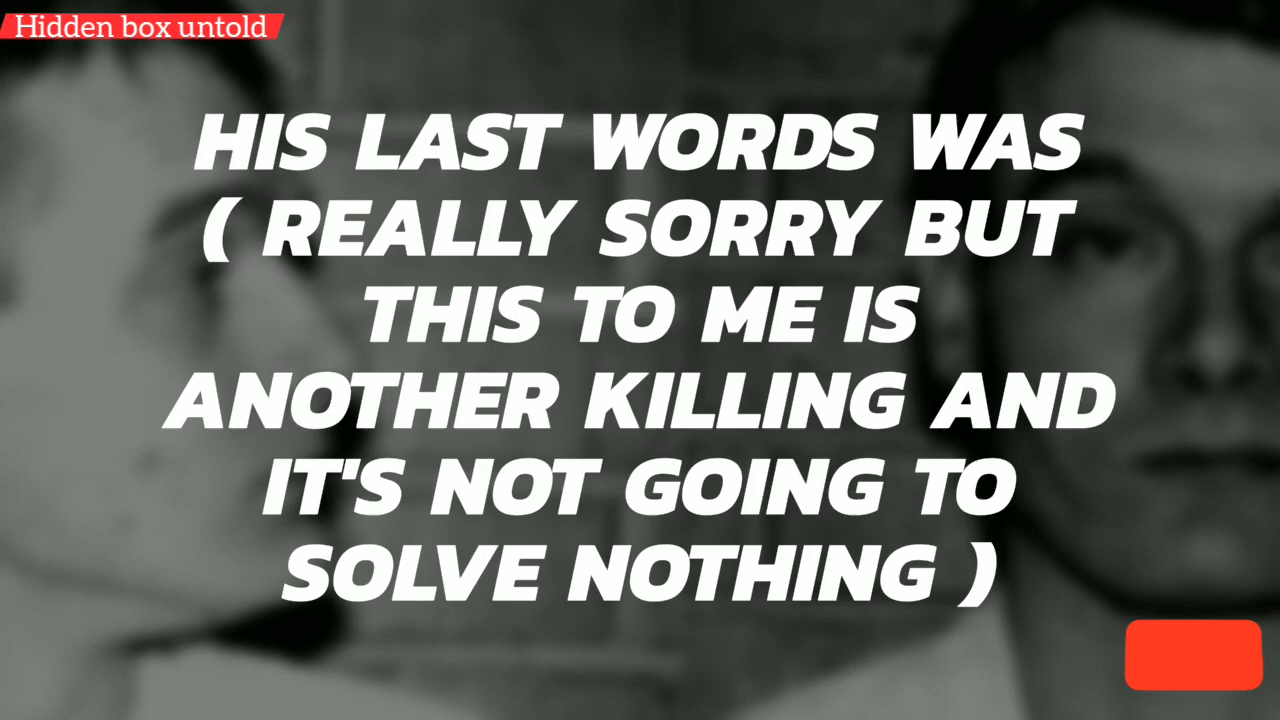 Hidden box untold
HIS LAST WORDS WAS
( REALLY SORRY BUT
THIS TO ME IS
ANOTHER KILLING AND
IT'S NOT GOING TO
SOLVE NOTHING )